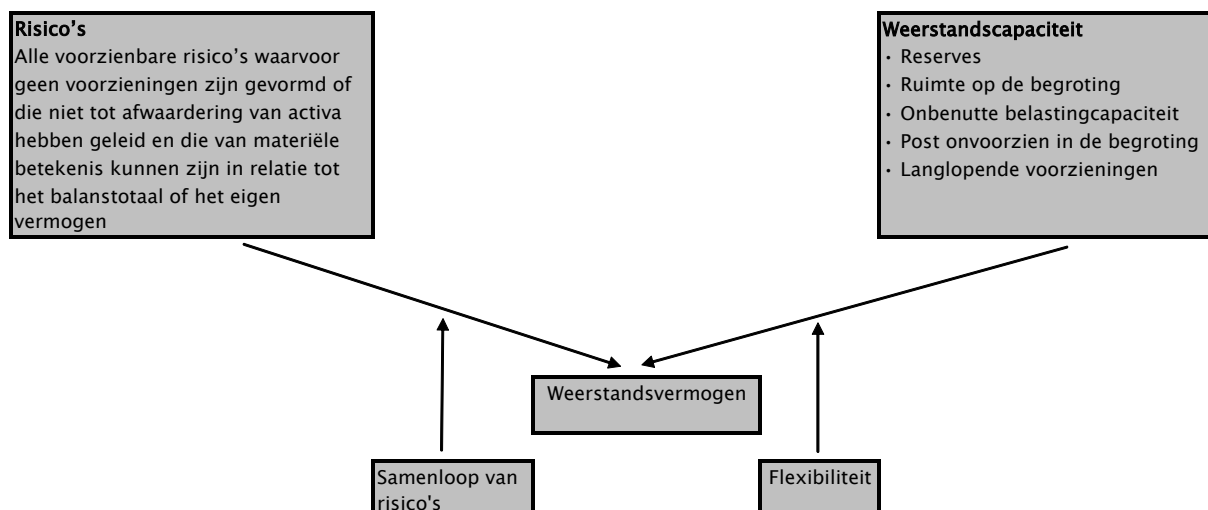 Risico's
Alle voorzienbare risico's waarvoor
geen voorzieningen zijn gevormd of
die niet tot afwaardering van activa
hebben geleid en die van materiële
betekenis kunnen zijn in relatie tot
het balanstotaal of het eigen
vermogen
Weerstandscapaciteit
• Reserves
• Ruimte op de begroting
• Onbenutte belastingcapaciteit
• Post onvoorzien in de begroting
• Langlopende voorzieningen
Weerstandsvermogen
Samenloop van
risico's
Flexibiliteit